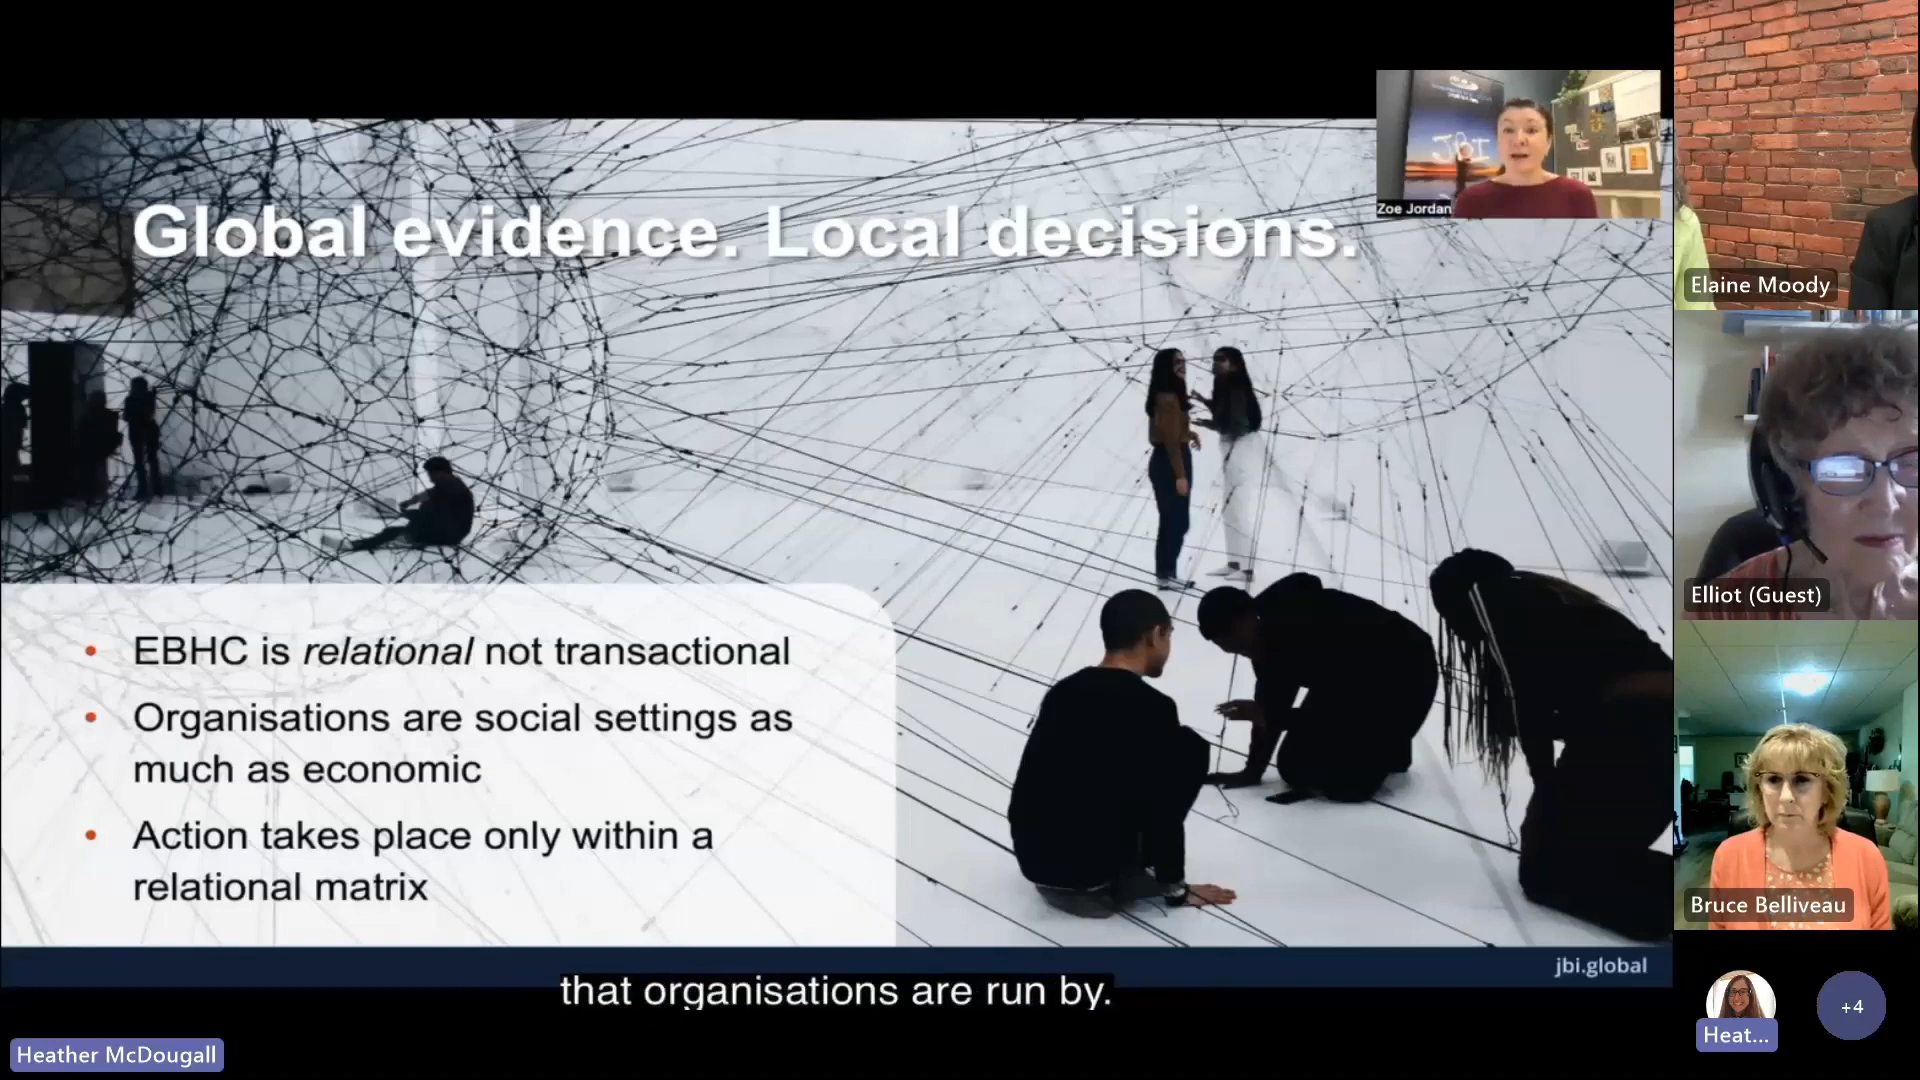 Global evidence. Local decisions.
JBI
Zoe Jordan
Elaine Moody
Elliot (Guest)
• EBHC is relational not transactional
• Organisations are social settings as
much as economic
• Action takes place only within a
relational matrix
Bruce Belliveau
jbi.global
that organisations are run by.
+4
Heat...
Heather McDougall